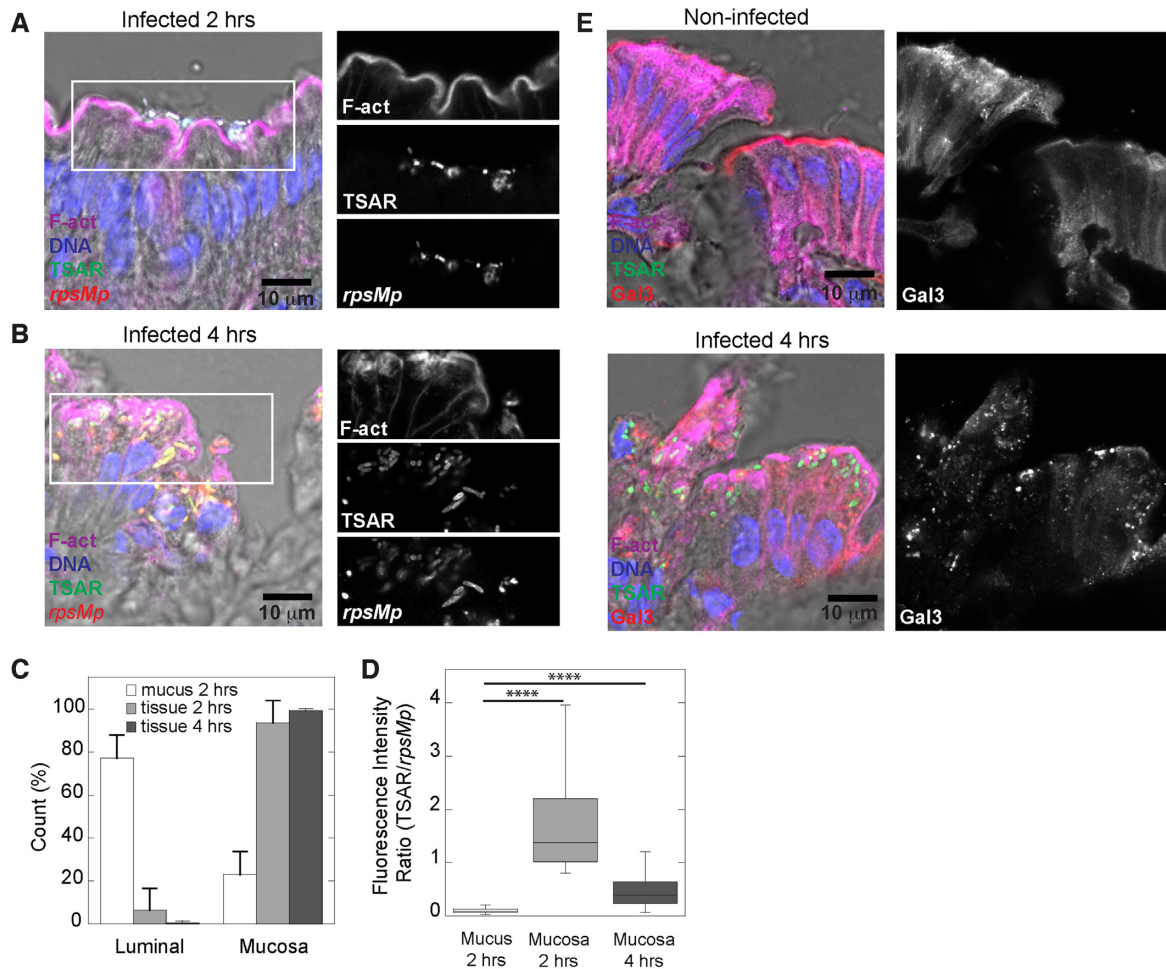 A
Infected 2 hrs
F-act
DNA
TSAR
rpsMp
10 μm
F-act
TSAR
rpsMp
B
Infected 4 hrs
F-act
DNA
TSAR
rpsMp
10 μm
F-act
TSAR
rpsMp
E
Non-infected
F-act
DNA
TSAR
Gal3
10 μm
Gal3
Infected 4 hrs
F-act
DNA
TSAR
Gal3
10 μm
Gal3
C
mucus 2 hrs
tissue 2 hrs
tissue 4 hrs
Count (%)
100
80
60
40
20
0
Luminal
Mucosa
D
****
****
Fluorescence Intensity
Ratio (TSAR/rpsMp)
4
3
2
1
0
Mucus
2 hrs
Mucosa
2 hrs
Mucosa
4 hrs